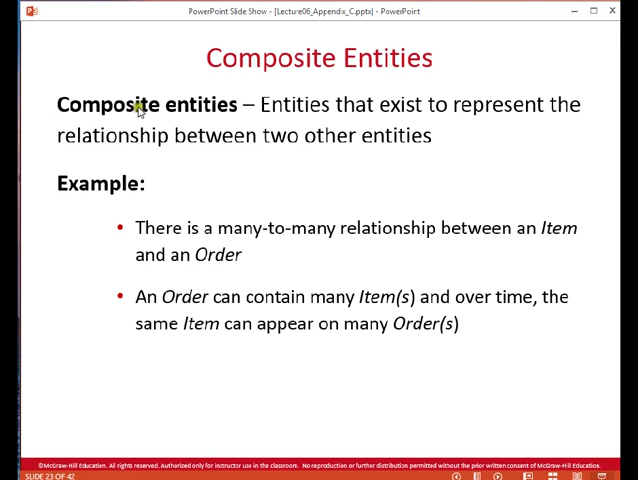 PowerPoint Slide Show - [Lecture06_Appendix_C.pptx] - PowerPoint
Composite Entities
Composite entities – Entities that exist to represent the
relationship between two other entities
Example:
• There is a many-to-many relationship between an Item
and an Order
• An Order can contain many Item(s) and over time, the
same Item can appear on many Order(s)
©McGraw-Hill Education. All rights reserved. Authorized only for instructor use in the classroom. No reproduction or further distribution permitted without the prior written consent of McGraw-Hill Education.
SLIDE 23 OF 42